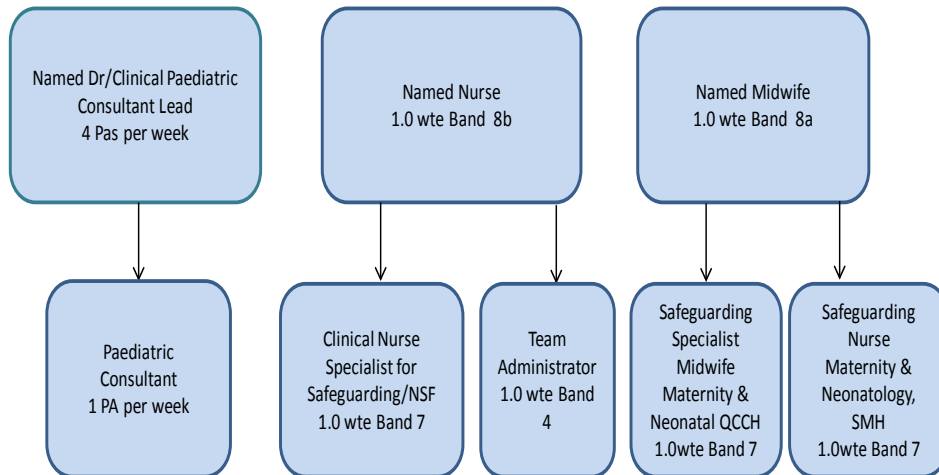 Named Dr/Clinical Paediatric
Consultant Lead
4 Pas per week
Named Nurse
1.0 wte Band 8b
Named Midwife
1.0 wte Band 8a
Paediatric
Consultant
1 PA per week
Clinical Nurse
Specialist for
Safeguarding/NSF
1.0 wte Band 7
Team
Administrator
1.0 wte Band
4
Safeguarding
Specialist
Midwife
Maternity &
Neonatal QCCH
1.0wte Band 7
Safeguarding
Nurse
Maternity &
Neonatology,
SMH
1.0wte Band 7